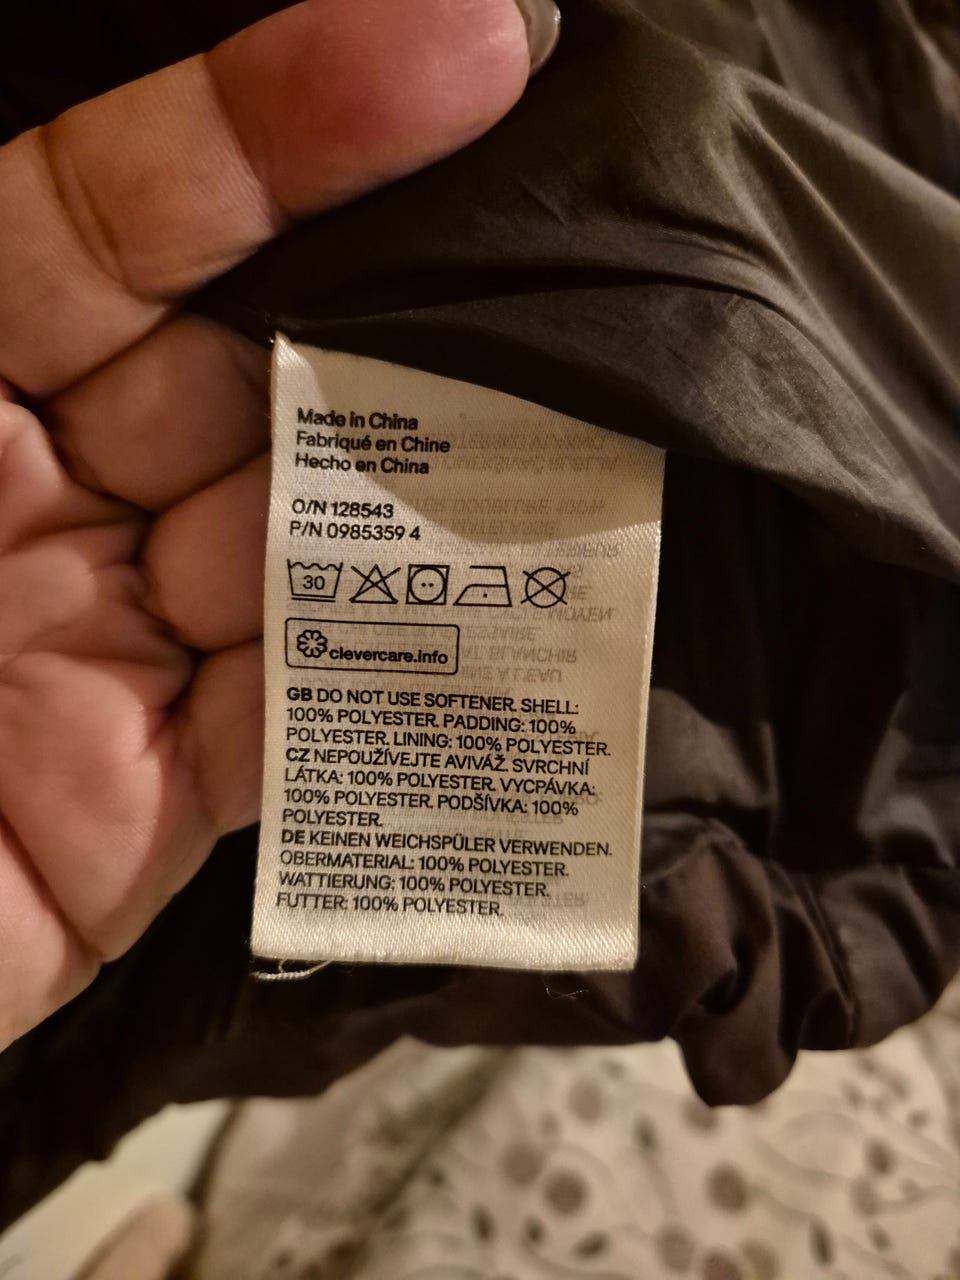 Made in China
Fabriqué en Chine
Hecho en China
O/N 128543
P/N 0985359 4
30
clevercare.info
GB DO NOT USE SOFTENER. SHELL:
100% POLYESTER. PADDING: 100%
POLYESTER. LINING: 100% POLYESTER.
CZ NEPOUŽÍVEJTE AVIVÁŽ. SVRCHNÍ
LÁTKA: 100% POLYESTER. VYCPÁVKA:
100% POLYESTER. PODŠÍVKA: 100%
POLYESTER.
DE KEINEN WEICHSPÜLER VERWENDEN.
OBERMATERIAL: 100% POLYESTER.
WATTIERUNG: 100% POLYESTER.
FUTTER: 100% POLYESTER.